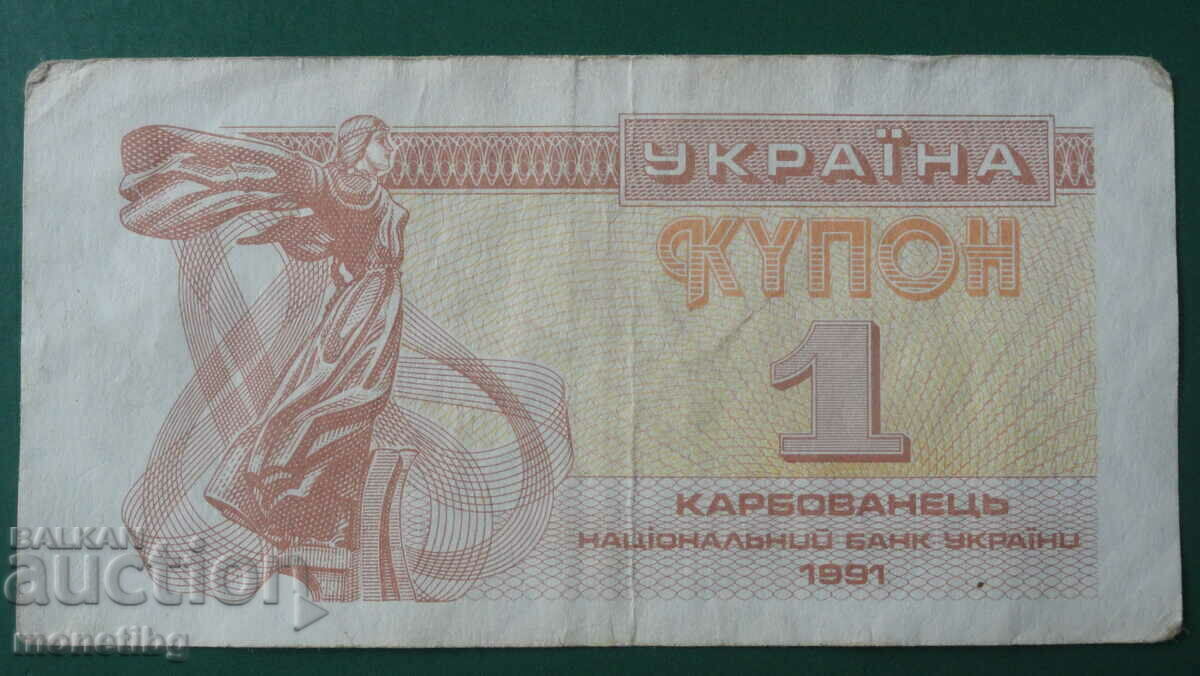 УКРАЇНА
КУПОН
1
КАРБОВАНЕЦЬ
НАЦІОНАЛЬНИЙ БАНК УКРАЇНИ
1991
BALKAN
auction
monetibg